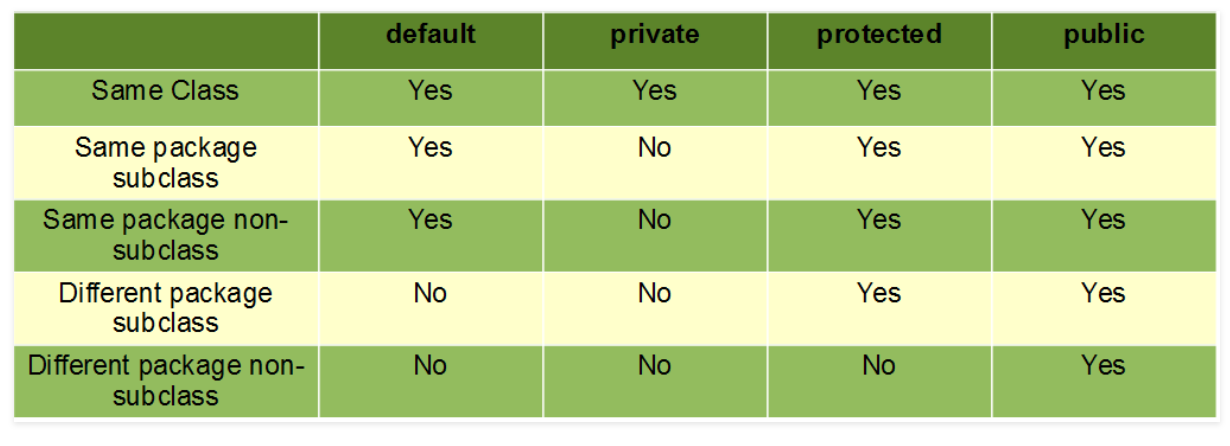 default private protected public
Same Class Yes Yes Yes Yes
Same package Yes No Yes Yes
subclass
Same package non- Yes No Yes Yes
subclass
Different package No No Yes Yes
subclass
Different package non- No No No Yes
subclass